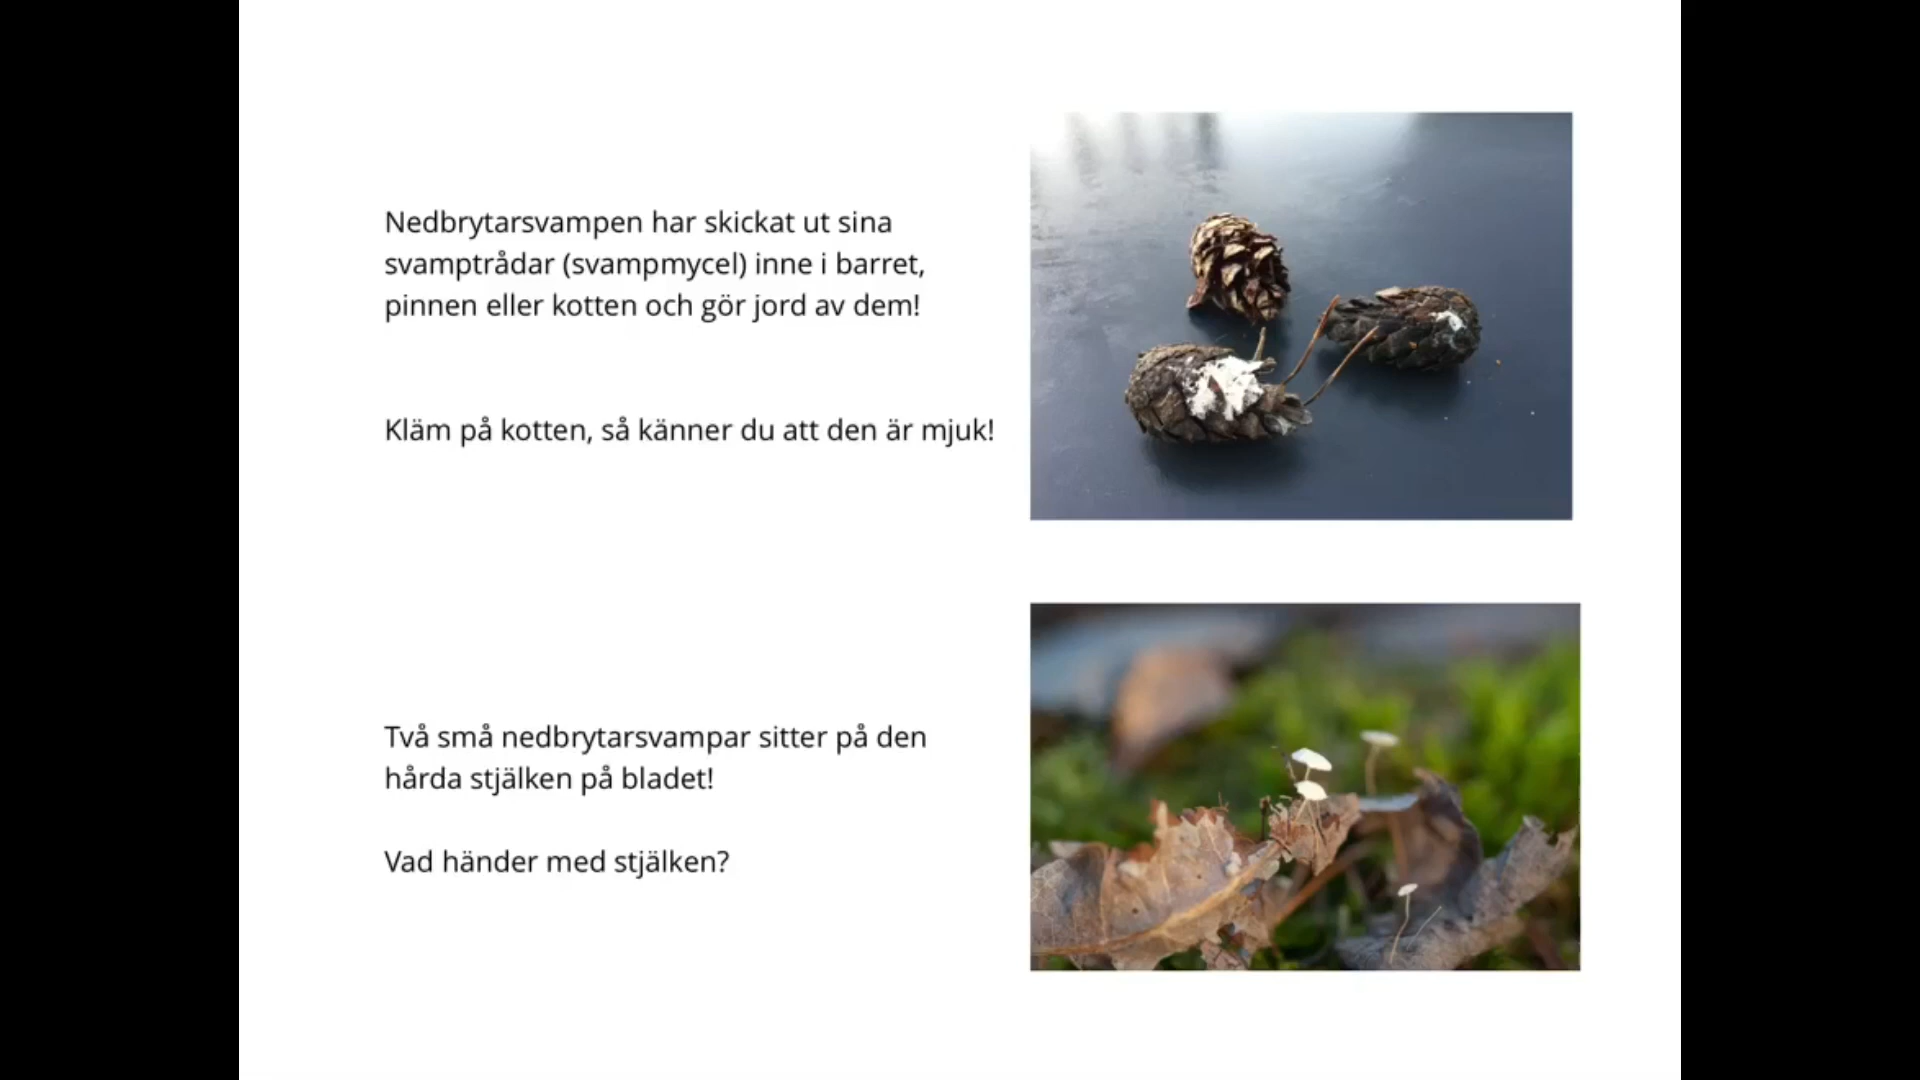 Nedbrytarsvampen har skickat ut sina
svamptrådar (svampmycel) inne i barret,
pinnen eller kotten och gör jord av dem!
Kläm på kotten, så känner du att den är mjuk!
Två små nedbrytarsvampar sitter på den
hårda stjälken på bladet!
Vad händer med stjälken?